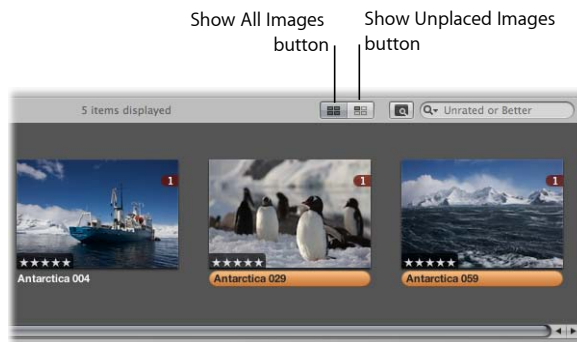 Show All Images button
Show Unplaced Images button
5 items displayed
Unrated or Better
1
1
1
★★★★★
★★★★★
★★★★★
Antarctica 004
Antarctica 029
Antarctica 059